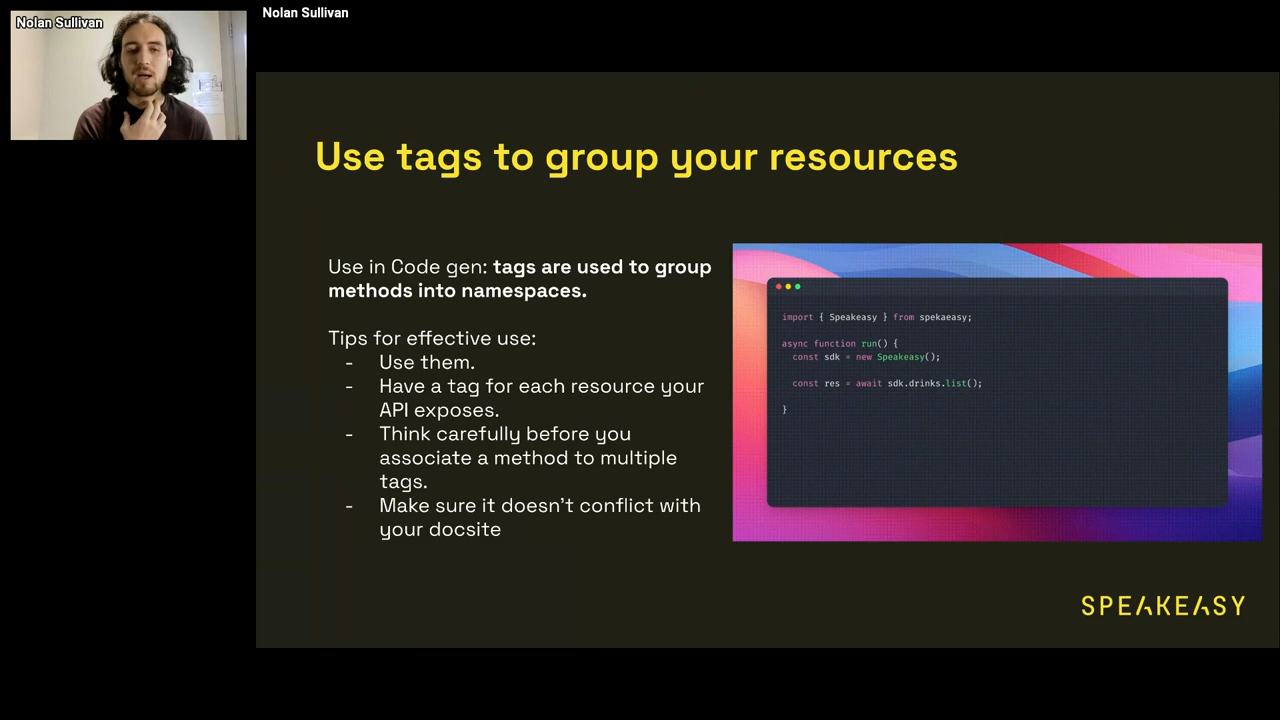 Nolan Sullivan
Nolan Sullivan
Use tags to group your resources
Use in Code gen: tags are used to group
methods into namespaces.
Tips for effective use:
- Use them.
- Have a tag for each resource your
API exposes.
- Think carefully before you
associate a method to multiple
tags.
- Make sure it doesn't conflict with
your docsite
import { Speakeasy } from spekaeasy;
async function run() {
const sdk = new Speakeasy();
const res = await sdk.drinks.list();
}
SPEAKEASY